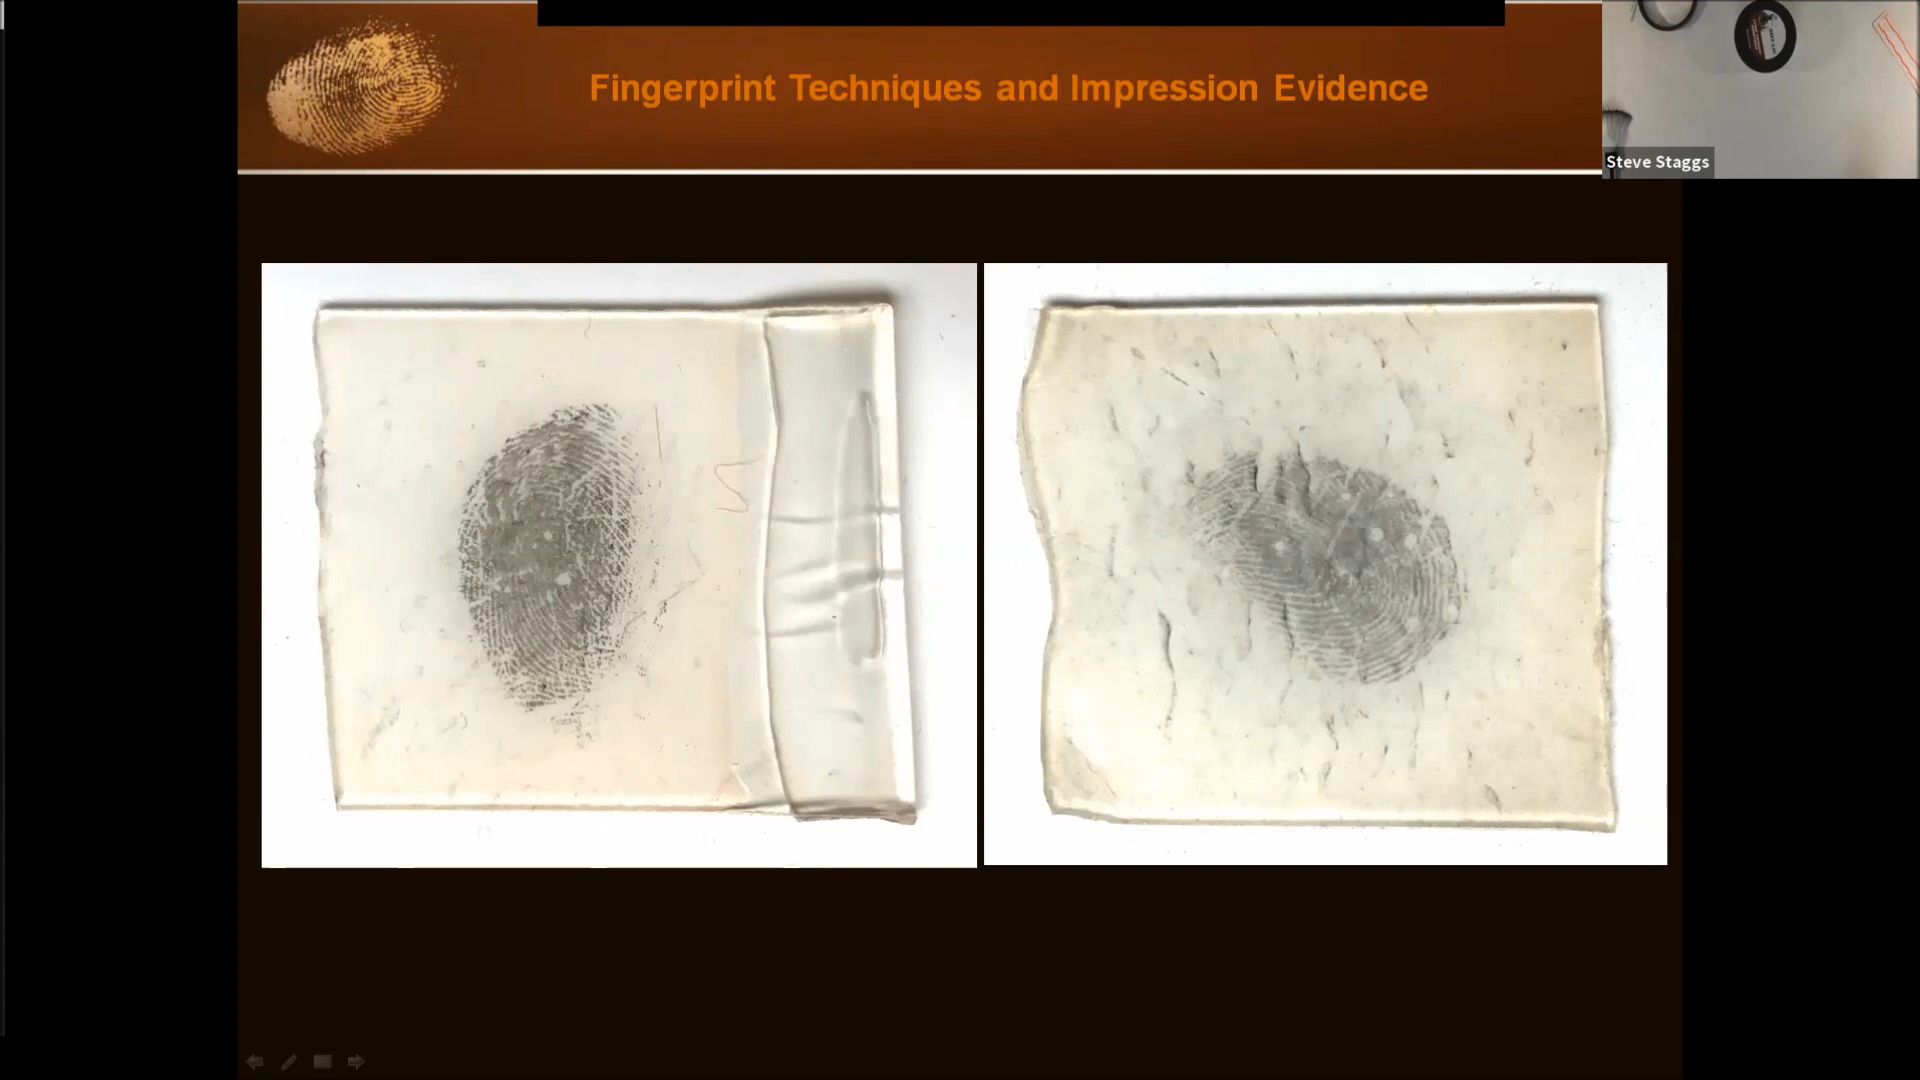 Fingerprint Techniques and Impression Evidence
Steve Staggs